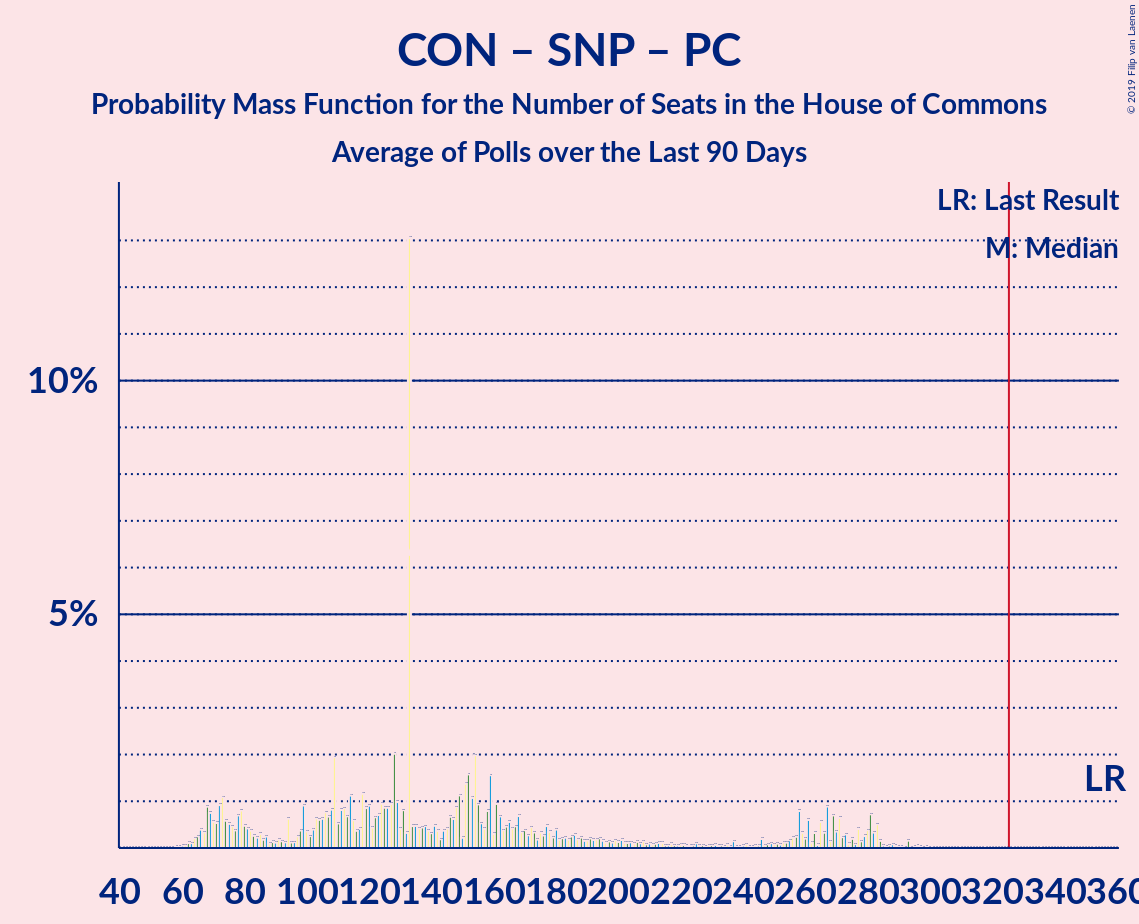 CON – SNP – PC
Probability Mass Function for the Number of Seats in the House of Commons
Average of Polls over the Last 90 Days
© 2019 Filip van Laenen
LR: Last Result
M: Median
10%
5%
LR
40 60 80 100 120 140 160 180 200 220 240 260 280 300 320 340 360